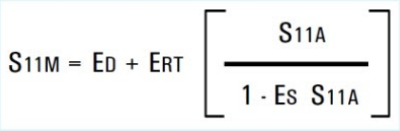 S11A
S11M = ED + ERT
1 - ES S11A